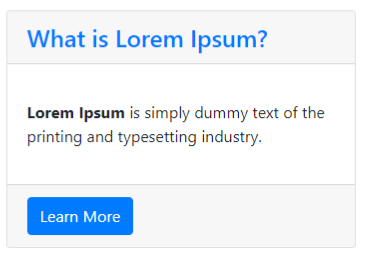 What is Lorem Ipsum?
Lorem Ipsum is simply dummy text of the
printing and typesetting industry.
Learn More